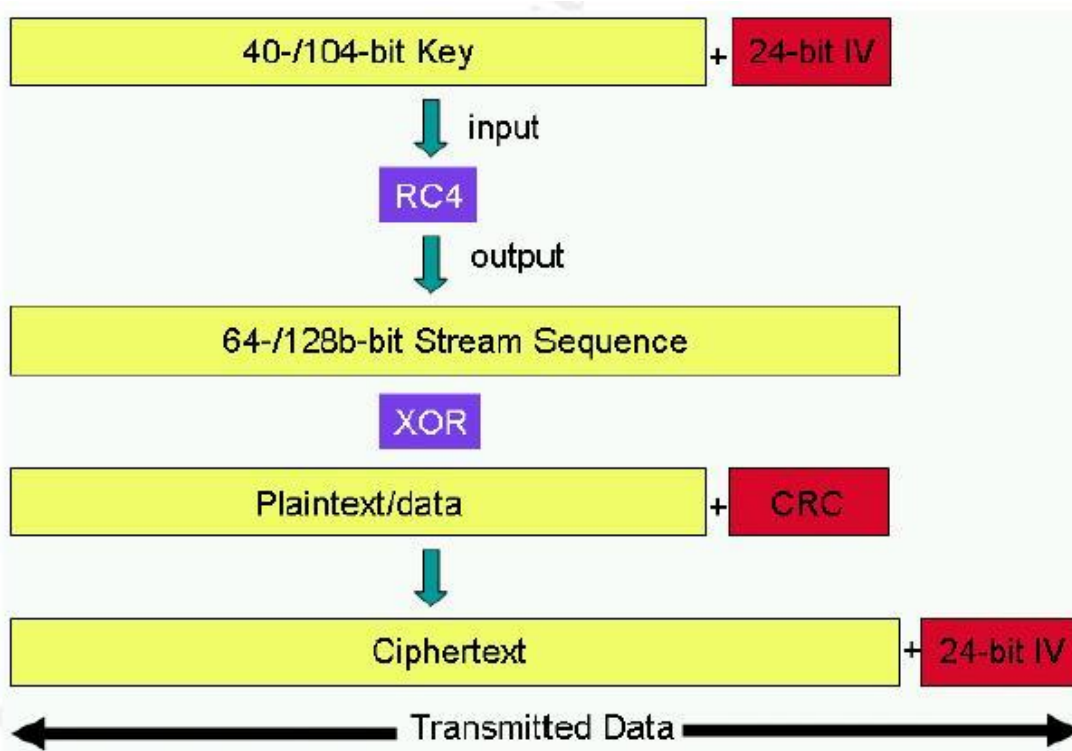 40-/104-bit Key + 24-bit IV
input
RC4
output
64-/128b-bit Stream Sequence
XOR
Plaintext/data + CRC
Ciphertext + 24-bit IV
Transmitted Data